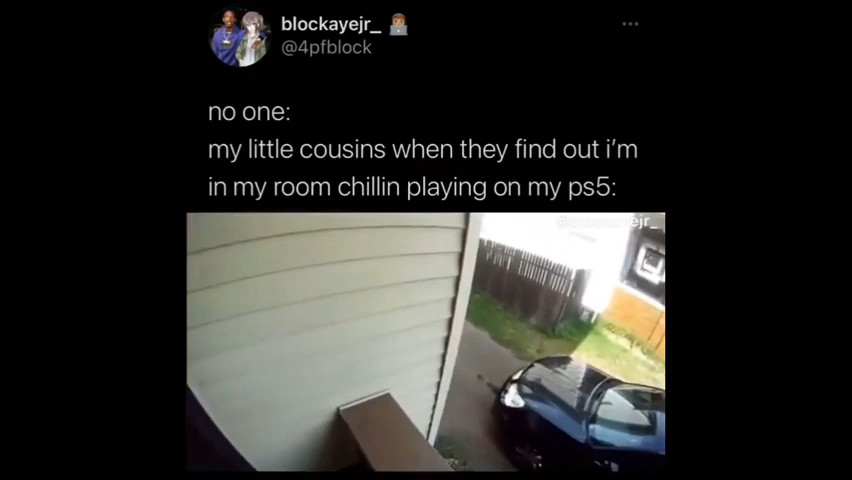 blockayejr_
@4pfblock
no one:
my little cousins when they find out i'm
in my room chillin playing on my ps5: